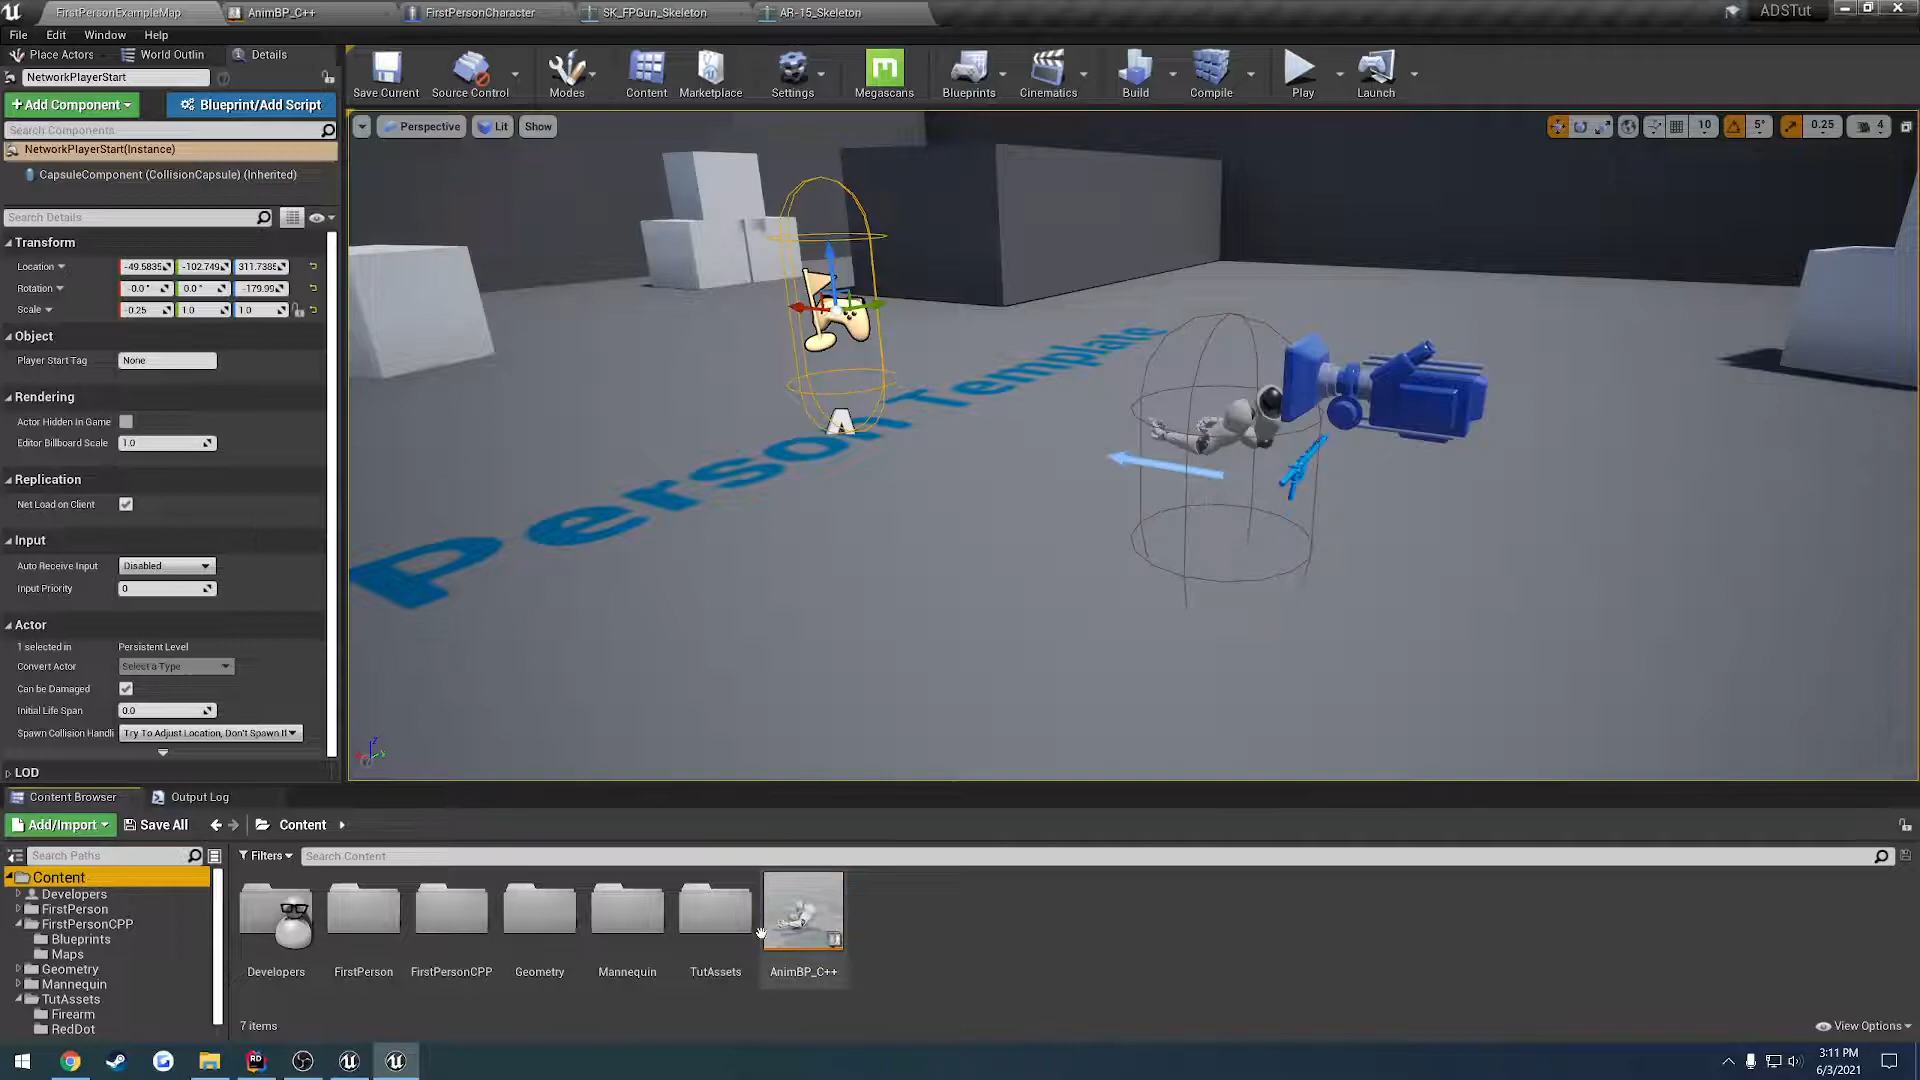 FirstPersonExampleMap
AnimBP_C++
FirstPersonCharacter
SK_FPGun_Skeleton
AR-15_Skeleton
ADSTut
File Edit Window Help
Place Actors
World Outlin
Details
NetworkPlayerStart
+Add Component
Blueprint/Add Script
Search Components
NetworkPlayerStart(Instance)
CapsuleComponent (CollisionCapsule) (Inherited)
Search Details
Save Current
Source Control
Modes
Content
Marketplace
Settings
Megascans
Blueprints
Cinematics
Build
Compile
Play
Launch
Perspective
Lit
Show
10
5°
0.25
4
Transform
Location
-49.5835
-102.749
311.7385
Rotation
-0.0 °
0.0 °
-179.99
Scale
-0.25
1.0
1.0
Object
Player Start Tag
None
Rendering
Actor Hidden In Game
Editor Billboard Scale
1.0
Replication
Net Load on Client
Input
Auto Receive Input
Disabled
Input Priority
0
Actor
1 selected in
Persistent Level
Convert Actor
Select a Type
Can be Damaged
Initial Life Span
0.0
Spawn Collision Handli
Try To Adjust Location, Don't Spawn If
LOD
Person Template
Content Browser
Output Log
Add/Import
Save All
Content
Search Paths
Filters
Search Content
Content
Developers
FirstPerson
FirstPersonCPP
Blueprints
Maps
Geometry
Mannequin
TutAssets
Firearm
RedDot
Developers
FirstPerson
FirstPersonCPP
Geometry
Mannequin
TutAssets
AnimBP_C++
7 items
View Options
3:11 PM
6/3/2021